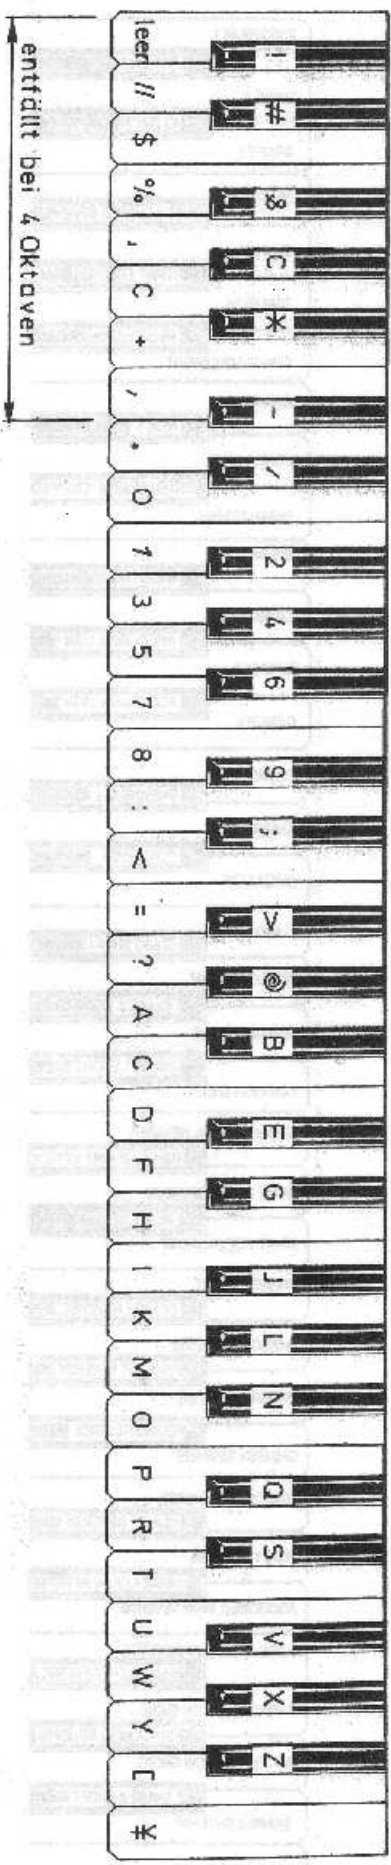 ! # & C * - / 2 4 6 9 ; > @ B E G J L N Q S V X Z
leer // $ % , C + , . 0 1 3 5 7 8 : < = ? A C D F H I K M O P R T U W Y [ *
entfällt bei 4 Oktaven